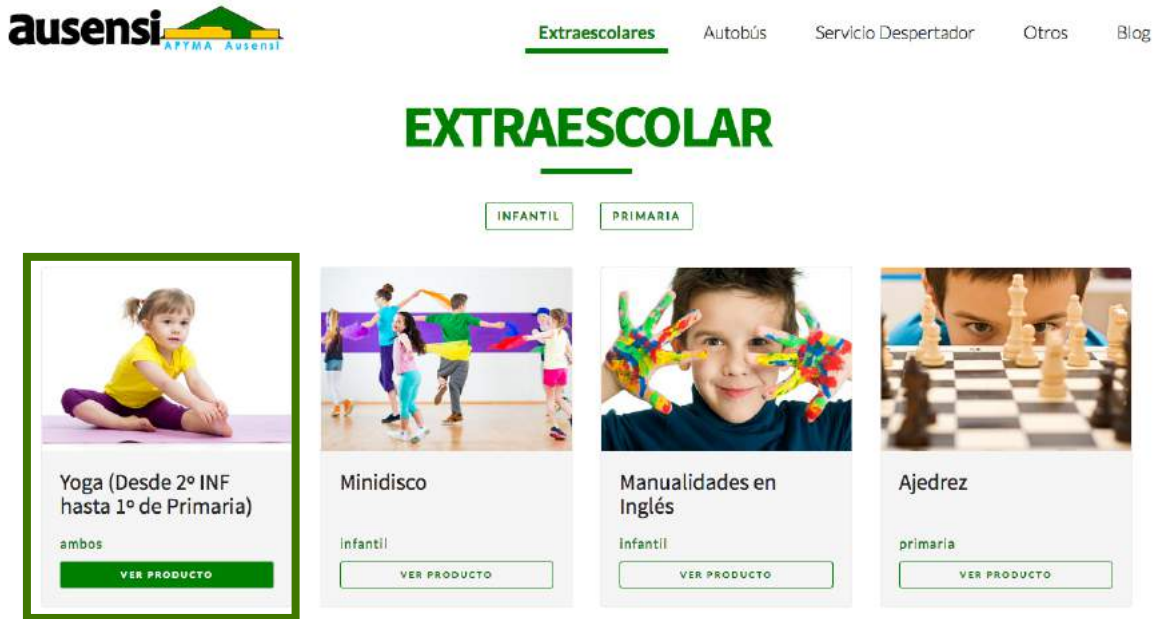 ausensi
APYMA Ausensi
Extraescolares Autobús Servicio Despertador Otros Blog
EXTRAESCOLAR
INFANTIL PRIMARIA
Yoga (Desde 2º INF
hasta 1º de Primaria)
ambos
VER PRODUCTO
Minidisco
infantil
VER PRODUCTO
Manualidades en
Inglés
infantil
VER PRODUCTO
Ajedrez
primaria
VER PRODUCTO